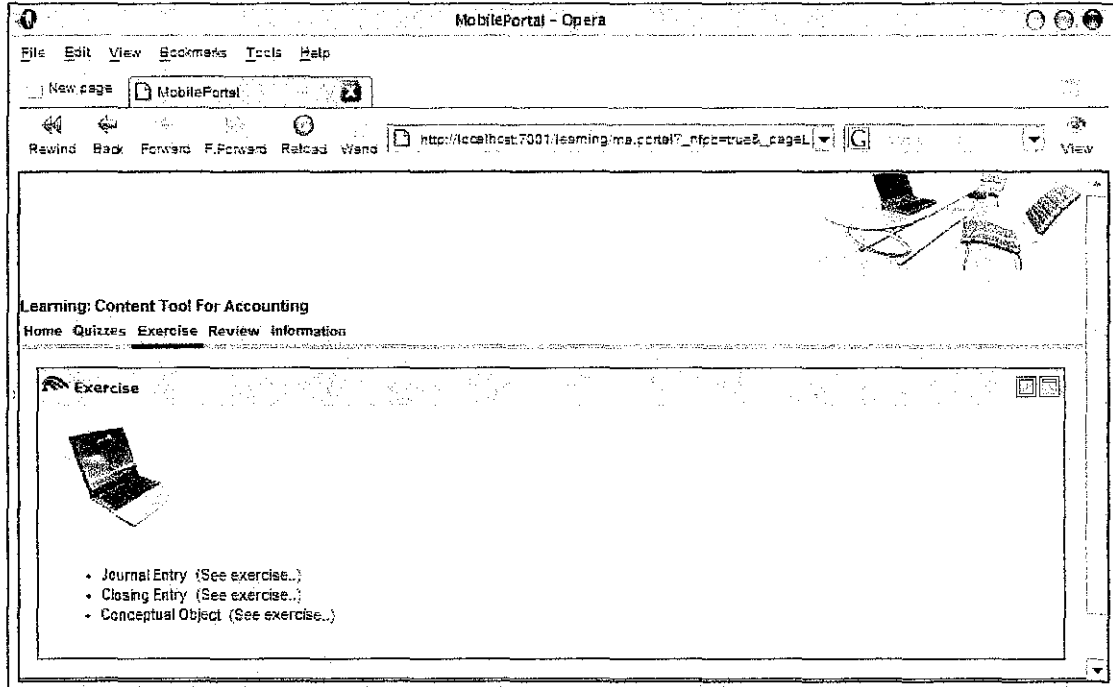 MobilePortal - Opera
File Edit View Bookmarks Tools Help
New page MobilePortal
Rewind Back Forward F.Forward Reload Wand http://localhost:7001/learning/ma.portal?_nfpb=true&_pageL G View
Learning: Content Tool For Accounting
Home Quizzes Exercise Review Information
Exercise
• Journal Entry (See exercise..)
• Closing Entry (See exercise..)
• Conceptual Object (See exercise..)